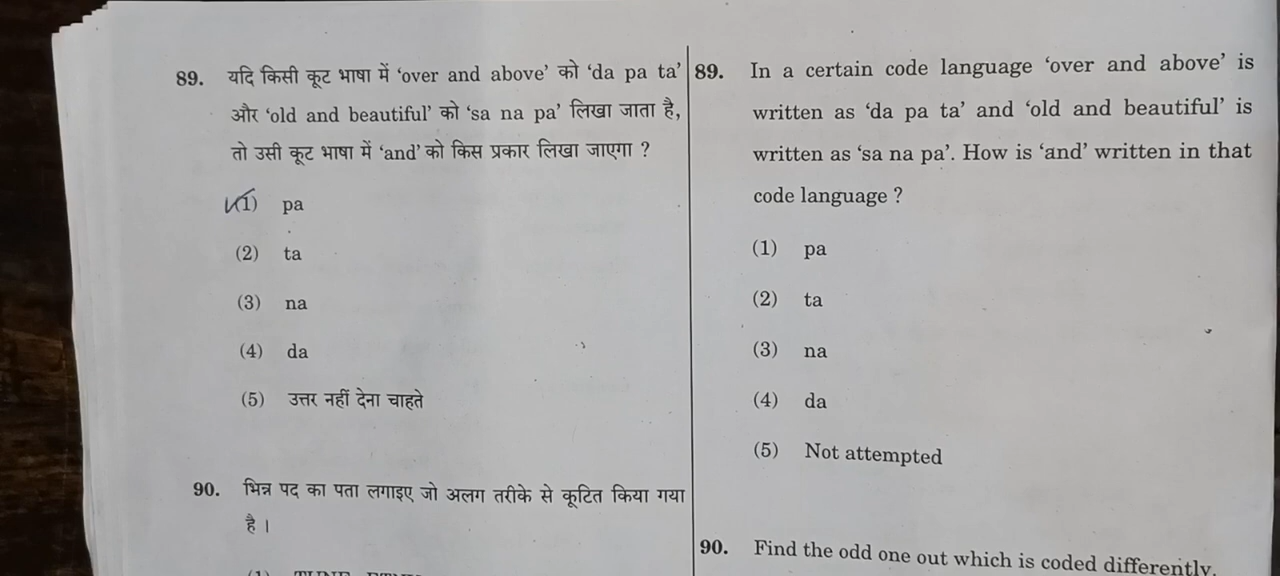 89. यदि किसी कूट भाषा में ‘over and above’ को ‘da pa ta’
और ‘old and beautiful’ को ‘sa na pa’ लिखा जाता है,
तो उसी कूट भाषा में ‘and’ को किस प्रकार लिखा जाएगा ?
(1) pa
(2) ta
(3) na
(4) da
(5) उत्तर नहीं देना चाहते
90. भिन्न पद का पता लगाइए जो अलग तरीके से कूटित किया गया
है ।
(1)
89. In a certain code language ‘over and above’ is
written as ‘da pa ta’ and ‘old and beautiful’ is
written as ‘sa na pa’. How is ‘and’ written in that
code language ?
(1) pa
(2) ta
(3) na
(4) da
(5) Not attempted
90. Find the odd one out which is coded differently.